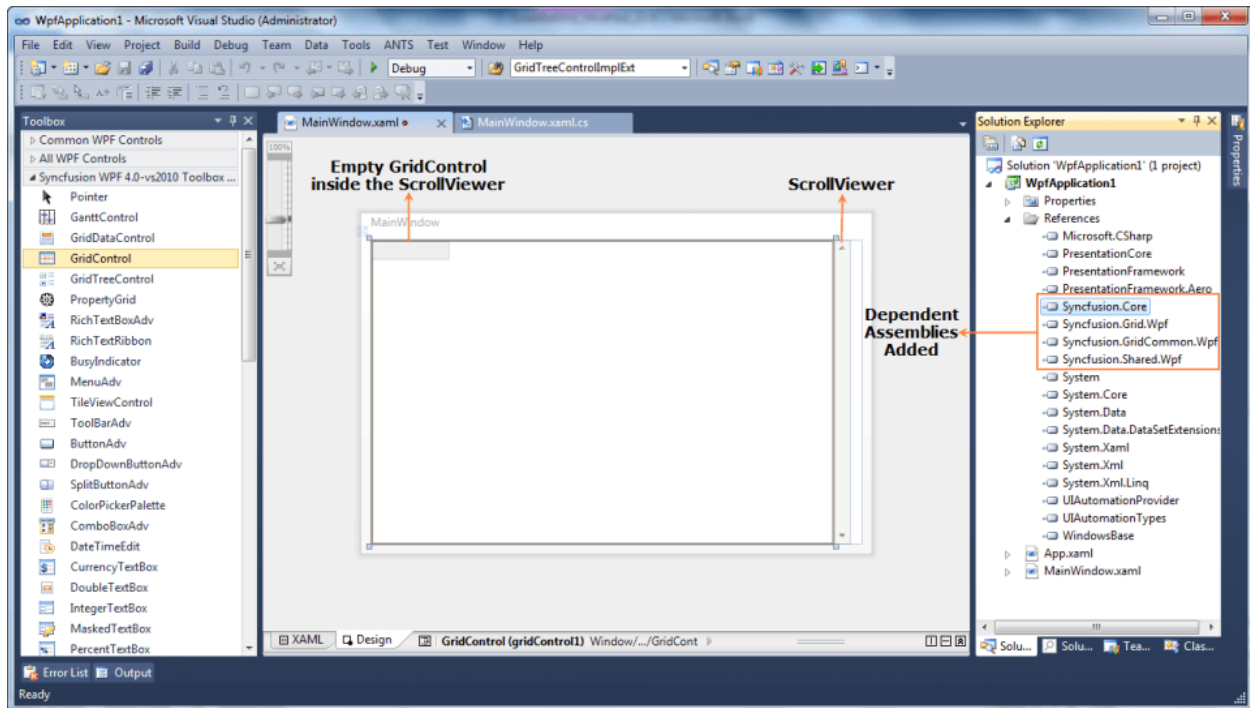 WpfApplication1 - Microsoft Visual Studio (Administrator)
File Edit View Project Build Debug Team Data Tools ANTS Test Window Help
Debug GridTreeControlImplExt
Toolbox
Common WPF Controls
All WPF Controls
Syncfusion WPF 4.0-vs2010 Toolbox ...
Pointer
GanttControl
GridDataControl
GridControl
GridTreeControl
PropertyGrid
RichTextBoxAdv
RichTextRibbon
BusyIndicator
MenuAdv
TileViewControl
ToolBarAdv
ButtonAdv
DropDownButtonAdv
SplitButtonAdv
ColorPickerPalette
ComboBoxAdv
DateTimeEdit
CurrencyTextBox
DoubleTextBox
IntegerTextBox
MaskedTextBox
PercentTextBox
MainWindow.xaml MainWindow.xaml.cs
100%
Empty GridControl
inside the ScrollViewer
ScrollViewer
MainWindow
Dependent
Assemblies
Added
XAML Design GridControl (gridControl1) Window/.../GridCont
Solution Explorer
Solution 'WpfApplication1' (1 project)
WpfApplication1
Properties
References
Microsoft.CSharp
PresentationCore
PresentationFramework
PresentationFramework.Aero
Syncfusion.Core
Syncfusion.Grid.Wpf
Syncfusion.GridCommon.Wpf
Syncfusion.Shared.Wpf
System
System.Core
System.Data
System.Data.DataSetExtensions
System.Xaml
System.Xml
System.Xml.Linq
UIAutomationProvider
UIAutomationTypes
WindowsBase
App.xaml
MainWindow.xaml
Solu... Solu... Tea... Clas...
Properties
Error List Output
Ready